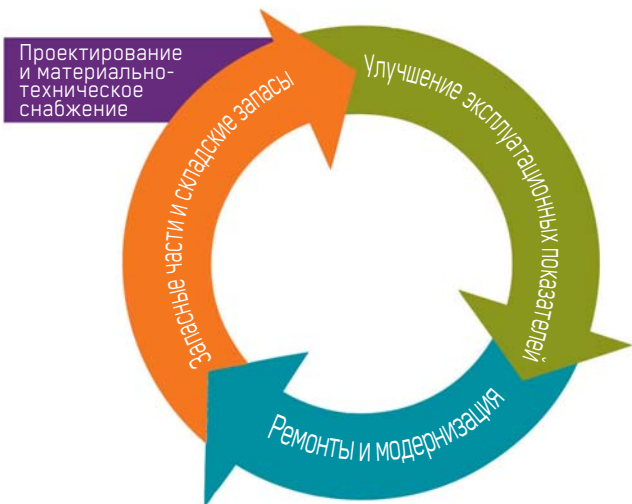 Проектирование
и материально-
техническое
снабжение
Улучшение эксплуатационных показателей
Запасные части и складские запасы
Ремонты и модернизация